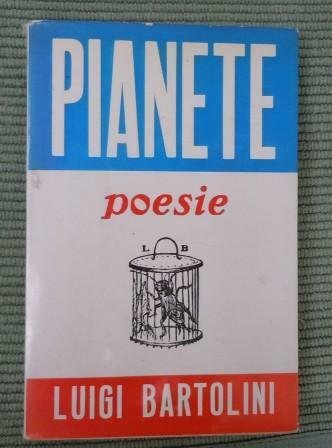 PIANETE
poesie
L B
LUIGI BARTOLINI